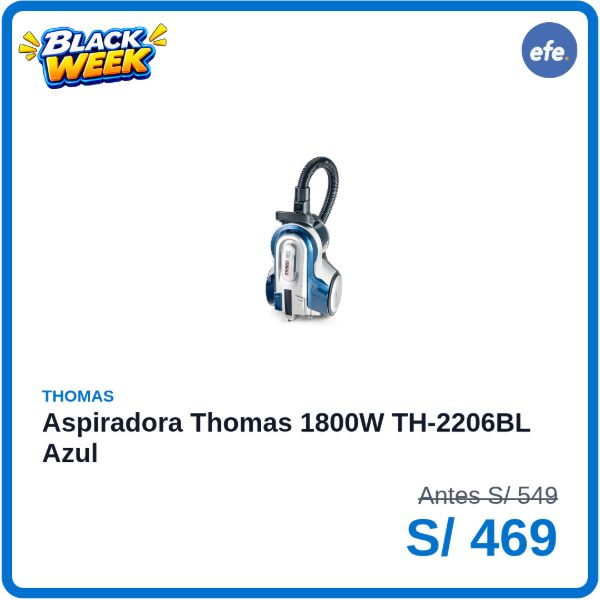 BLACK
WEEK
efe.
THOMAS
Aspiradora Thomas 1800W TH-2206BL
Azul
Antes S/ 549
S/ 469